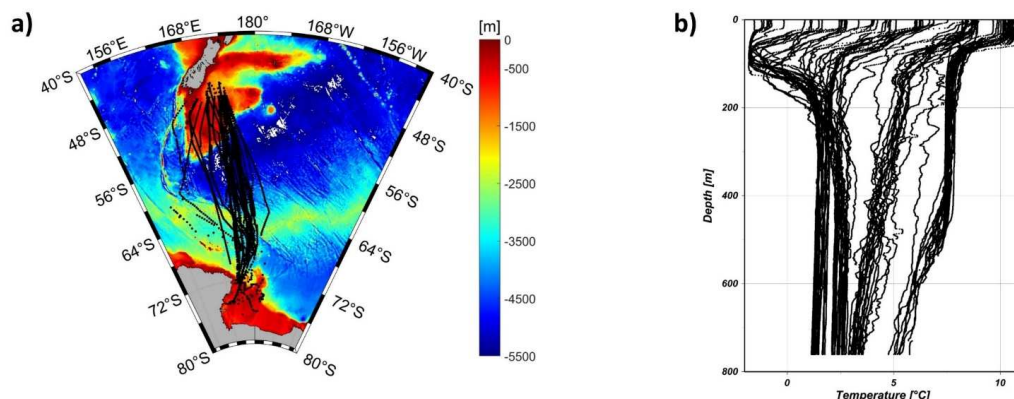 a)
156°E 168°E 180° 168°W 156°W
[m]
40°S 40°S
48°S 48°S
56°S 56°S
64°S 64°S
72°S 72°S
80°S 80°S
0
-500
-1500
-2500
-3500
-4500
-5500
b)
0
200
400
600
800
Depth [m]
0 5 10
Temperature [°C]